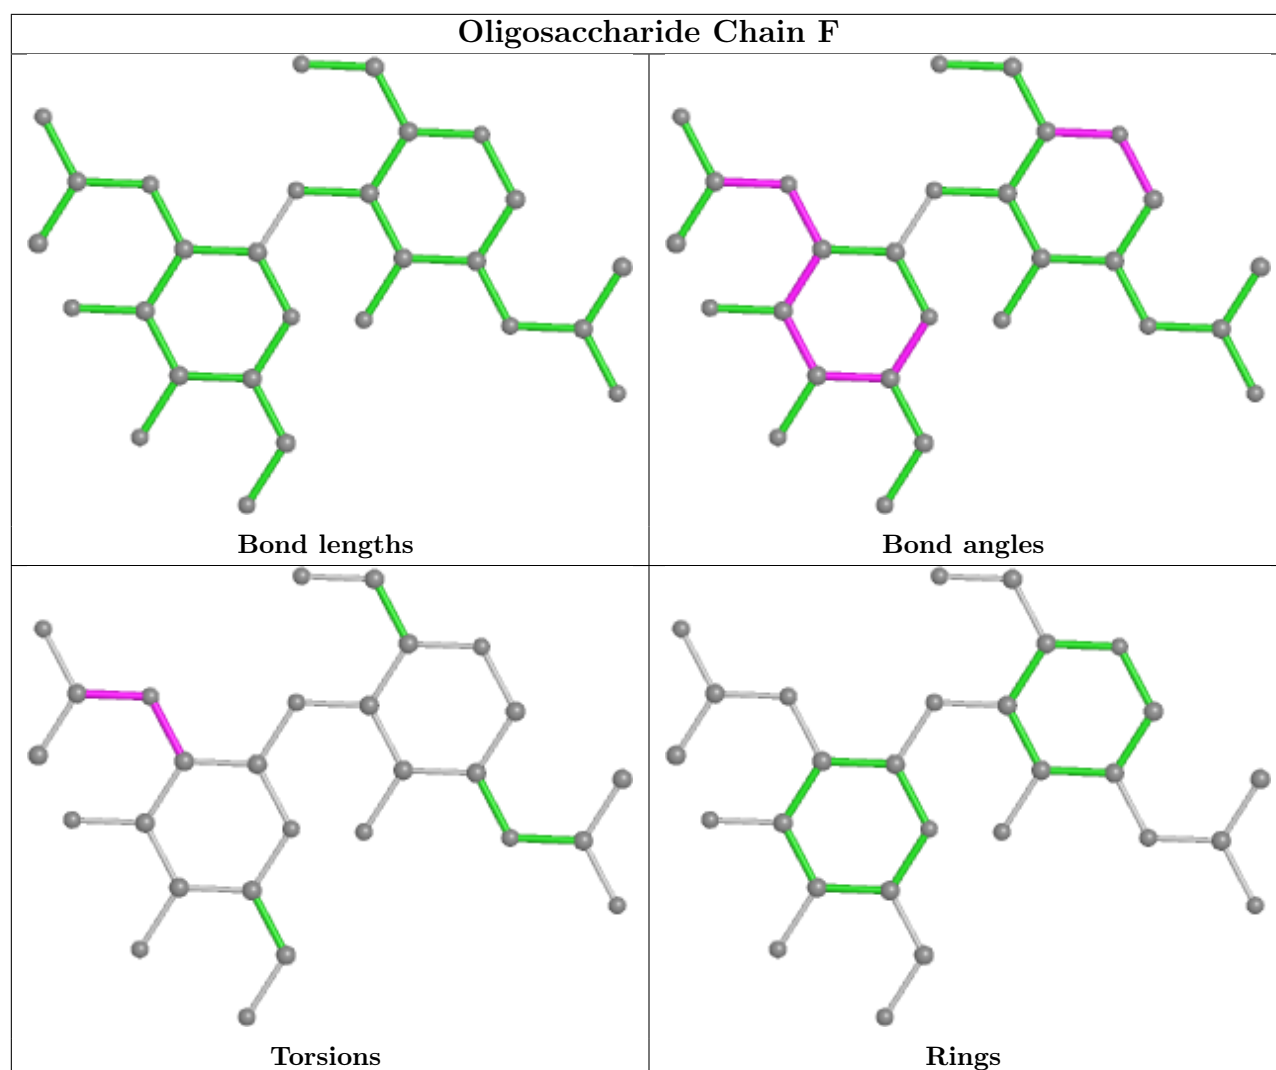 Oligosaccharide Chain F
Bond lengths
Bond angles
Torsions
Rings